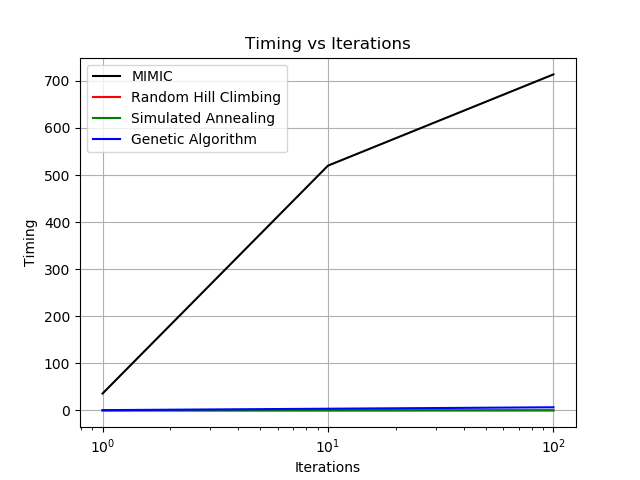 Timing vs Iterations
MIMIC
Random Hill Climbing
Simulated Annealing
Genetic Algorithm
700
600
500
400
300
200
100
0
Timing
10⁰
10¹
10²
Iterations